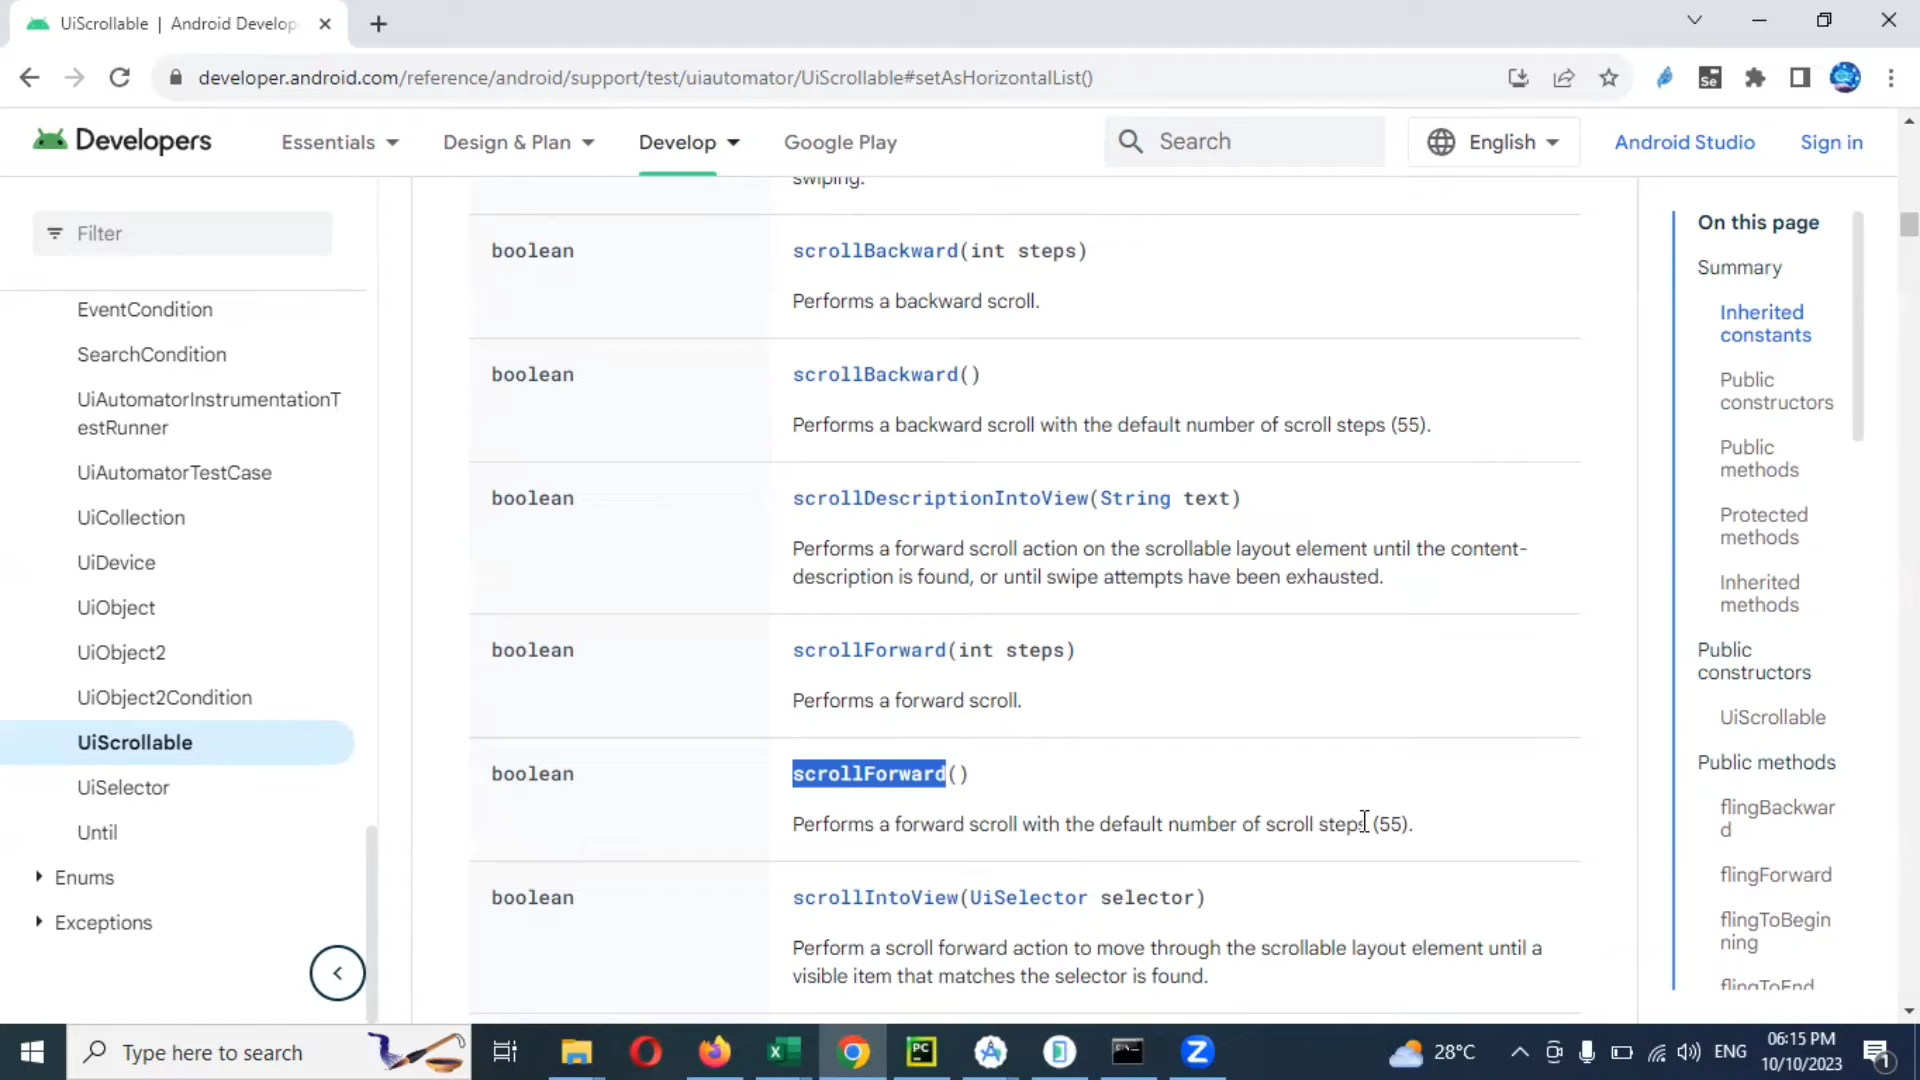 UiScrollable | Android Develop
developer.android.com/reference/android/support/test/uiautomator/UiScrollable#setAsHorizontalList()
Se
Developers
Essentials
Design & Plan
Develop
Google Play
Search
English
Android Studio
Sign in
Filter
EventCondition
SearchCondition
UiAutomatorInstrumentationT
estRunner
UiAutomatorTestCase
UiCollection
UiDevice
UiObject
UiObject2
UiObject2Condition
UiScrollable
UiSelector
Until
Enums
Exceptions
swiping.
boolean
scrollBackward(int steps)
Performs a backward scroll.
boolean
scrollBackward()
Performs a backward scroll with the default number of scroll steps (55).
boolean
scrollDescriptionIntoView(String text)
Performs a forward scroll action on the scrollable layout element until the content-
description is found, or until swipe attempts have been exhausted.
boolean
scrollForward(int steps)
Performs a forward scroll.
boolean
scrollForward()
Performs a forward scroll with the default number of scroll steps (55).
boolean
scrollIntoView(UiSelector selector)
Perform a scroll forward action to move through the scrollable layout element until a
visible item that matches the selector is found.
On this page
Summary
Inherited
constants
Public
constructors
Public
methods
Protected
methods
Inherited
methods
Public
constructors
UiScrollable
Public methods
flingBackwar
d
flingForward
flingToBegin
ning
flingToEnd
Type here to search
PC
28°C
ENG
06:15 PM
10/10/2023
1